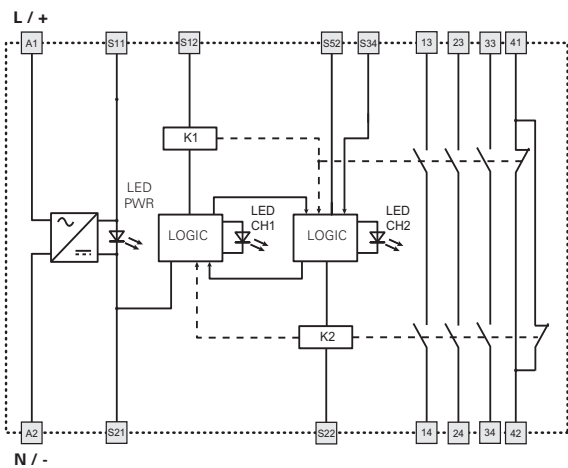 L / +
A1 S11 S12 S52 S34 13 23 33 41
K1
LED
PWR
LOGIC
LED
CH1
LOGIC
LED
CH2
K2
A2 S21 S22 14 24 34 42
N / -